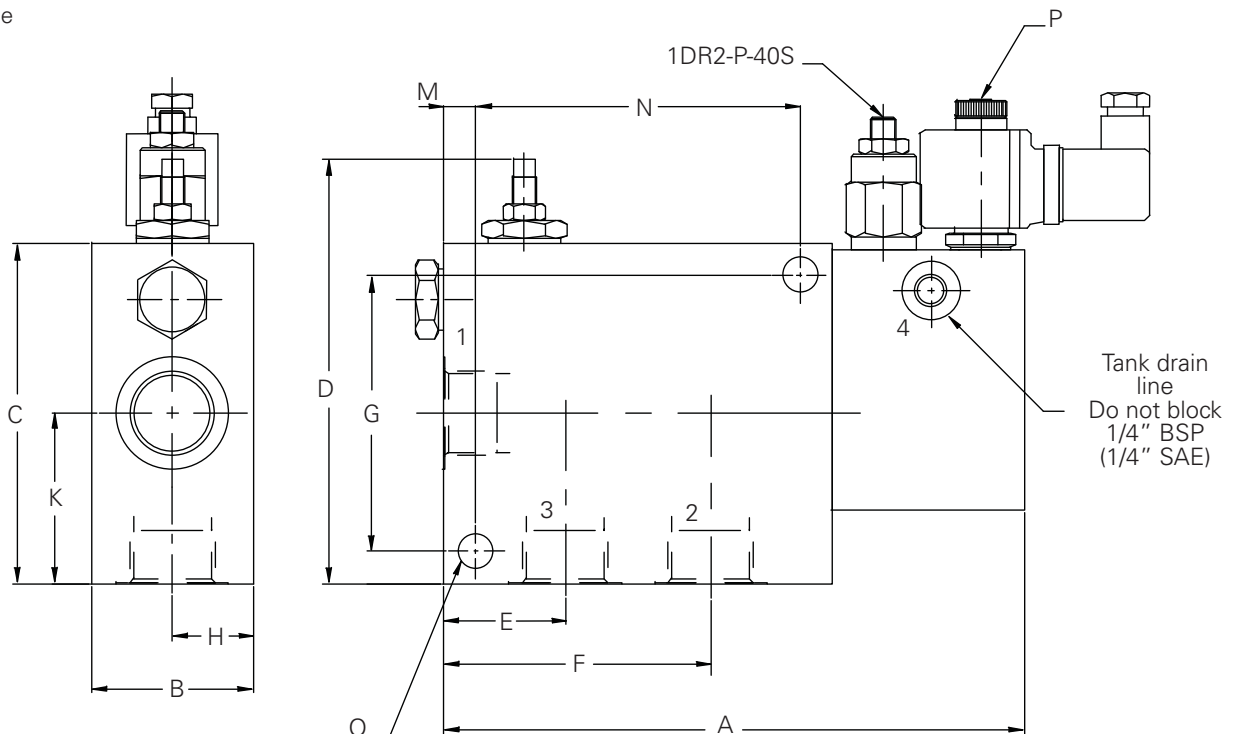 e
P
1DR2-P-40S
M
N
1
4
Tank drain
line
Do not block
1/4” BSP
(1/4” SAE)
D
G
C
K
3
2
E
H
F
B
O
A